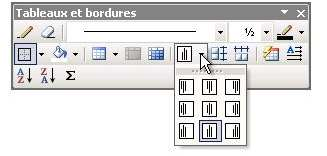 Tableaux et bordures
½
A
Z
Z
A
Σ